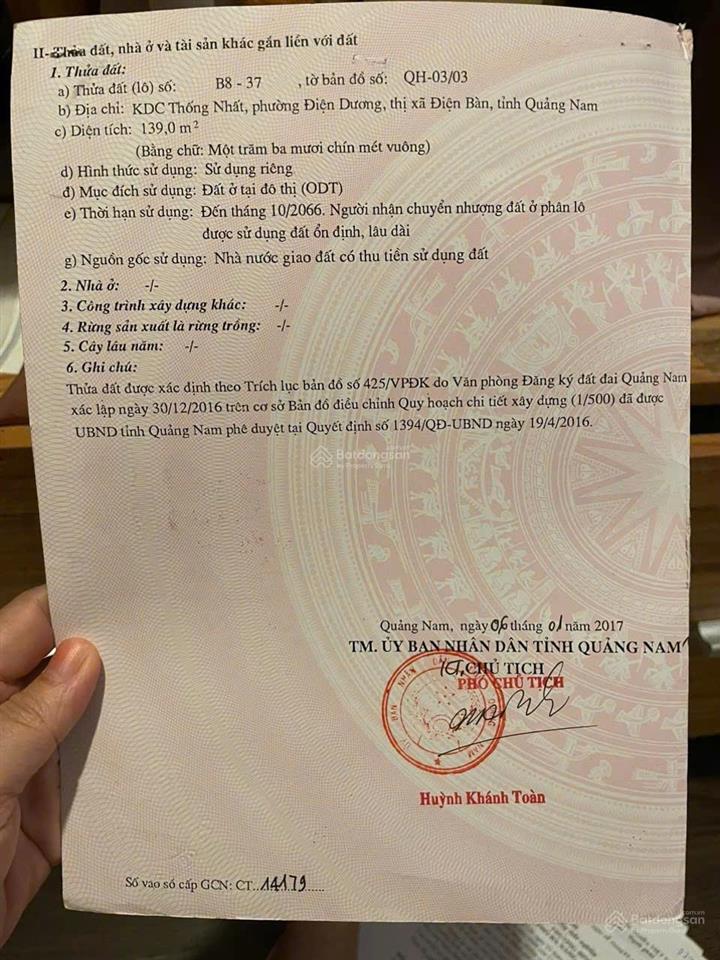 II- Thửa đất, nhà ở và tài sản khác gắn liền với đất
1. Thửa đất:
a) Thửa đất (lô) số: B8 - 37 , tờ bản đồ số: QH-03/03
b) Địa chỉ: KDC Thống Nhất, phường Điện Dương, thị xã Điện Bàn, tỉnh Quảng Nam
c) Diện tích: 139,0 m²
(Bằng chữ: Một trăm ba mươi chín mét vuông)
d) Hình thức sử dụng: Sử dụng riêng
đ) Mục đích sử dụng: Đất ở tại đô thị (ODT)
e) Thời hạn sử dụng: Đến tháng 10/2066. Người nhận chuyển nhượng đất ở phân lô
được sử dụng đất ổn định, lâu dài
g) Nguồn gốc sử dụng: Nhà nước giao đất có thu tiền sử dụng đất
2. Nhà ở: -/-
3. Công trình xây dựng khác: -/-
4. Rừng sản xuất là rừng trồng: -/-
5. Cây lâu năm: -/-
6. Ghi chú:
Thửa đất được xác định theo Trích lục bản đồ số 425/VPĐK do Văn phòng Đăng ký đất đai Quảng Nam
xác lập ngày 30/12/2016 trên cơ sở Bản đồ điều chỉnh Quy hoạch chi tiết xây dựng (1/500) đã được
UBND tỉnh Quảng Nam phê duyệt tại Quyết định số 1394/QĐ-UBND ngày 19/4/2016.
Batdongsan
.com.vn
by PropertyGuru
Quảng Nam, ngày 06 tháng 01 năm 2017
TM. ỦY BAN NHÂN DÂN TỈNH QUẢNG NAM
KT. CHỦ TỊCH
PHÓ CHỦ TỊCH
Huỳnh Khánh Toàn
Số vào sổ cấp GCN: CT..14179.....
Batdongsan
.com.vn
by PropertyGuru